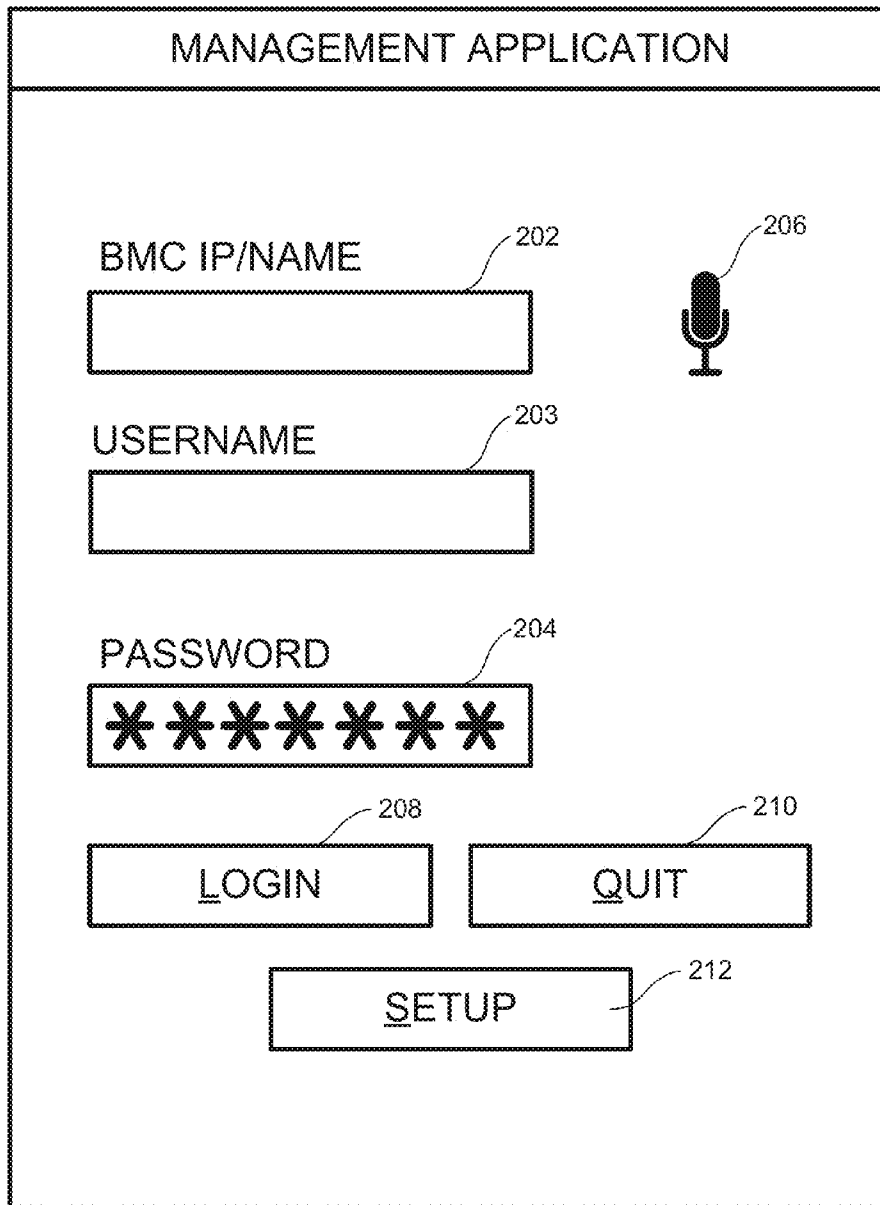 MANAGEMENT APPLICATION
202
206
BMC IP/NAME
203
USERNAME
204
PASSWORD
*******
208
210
LOGIN
QUIT
212
SETUP